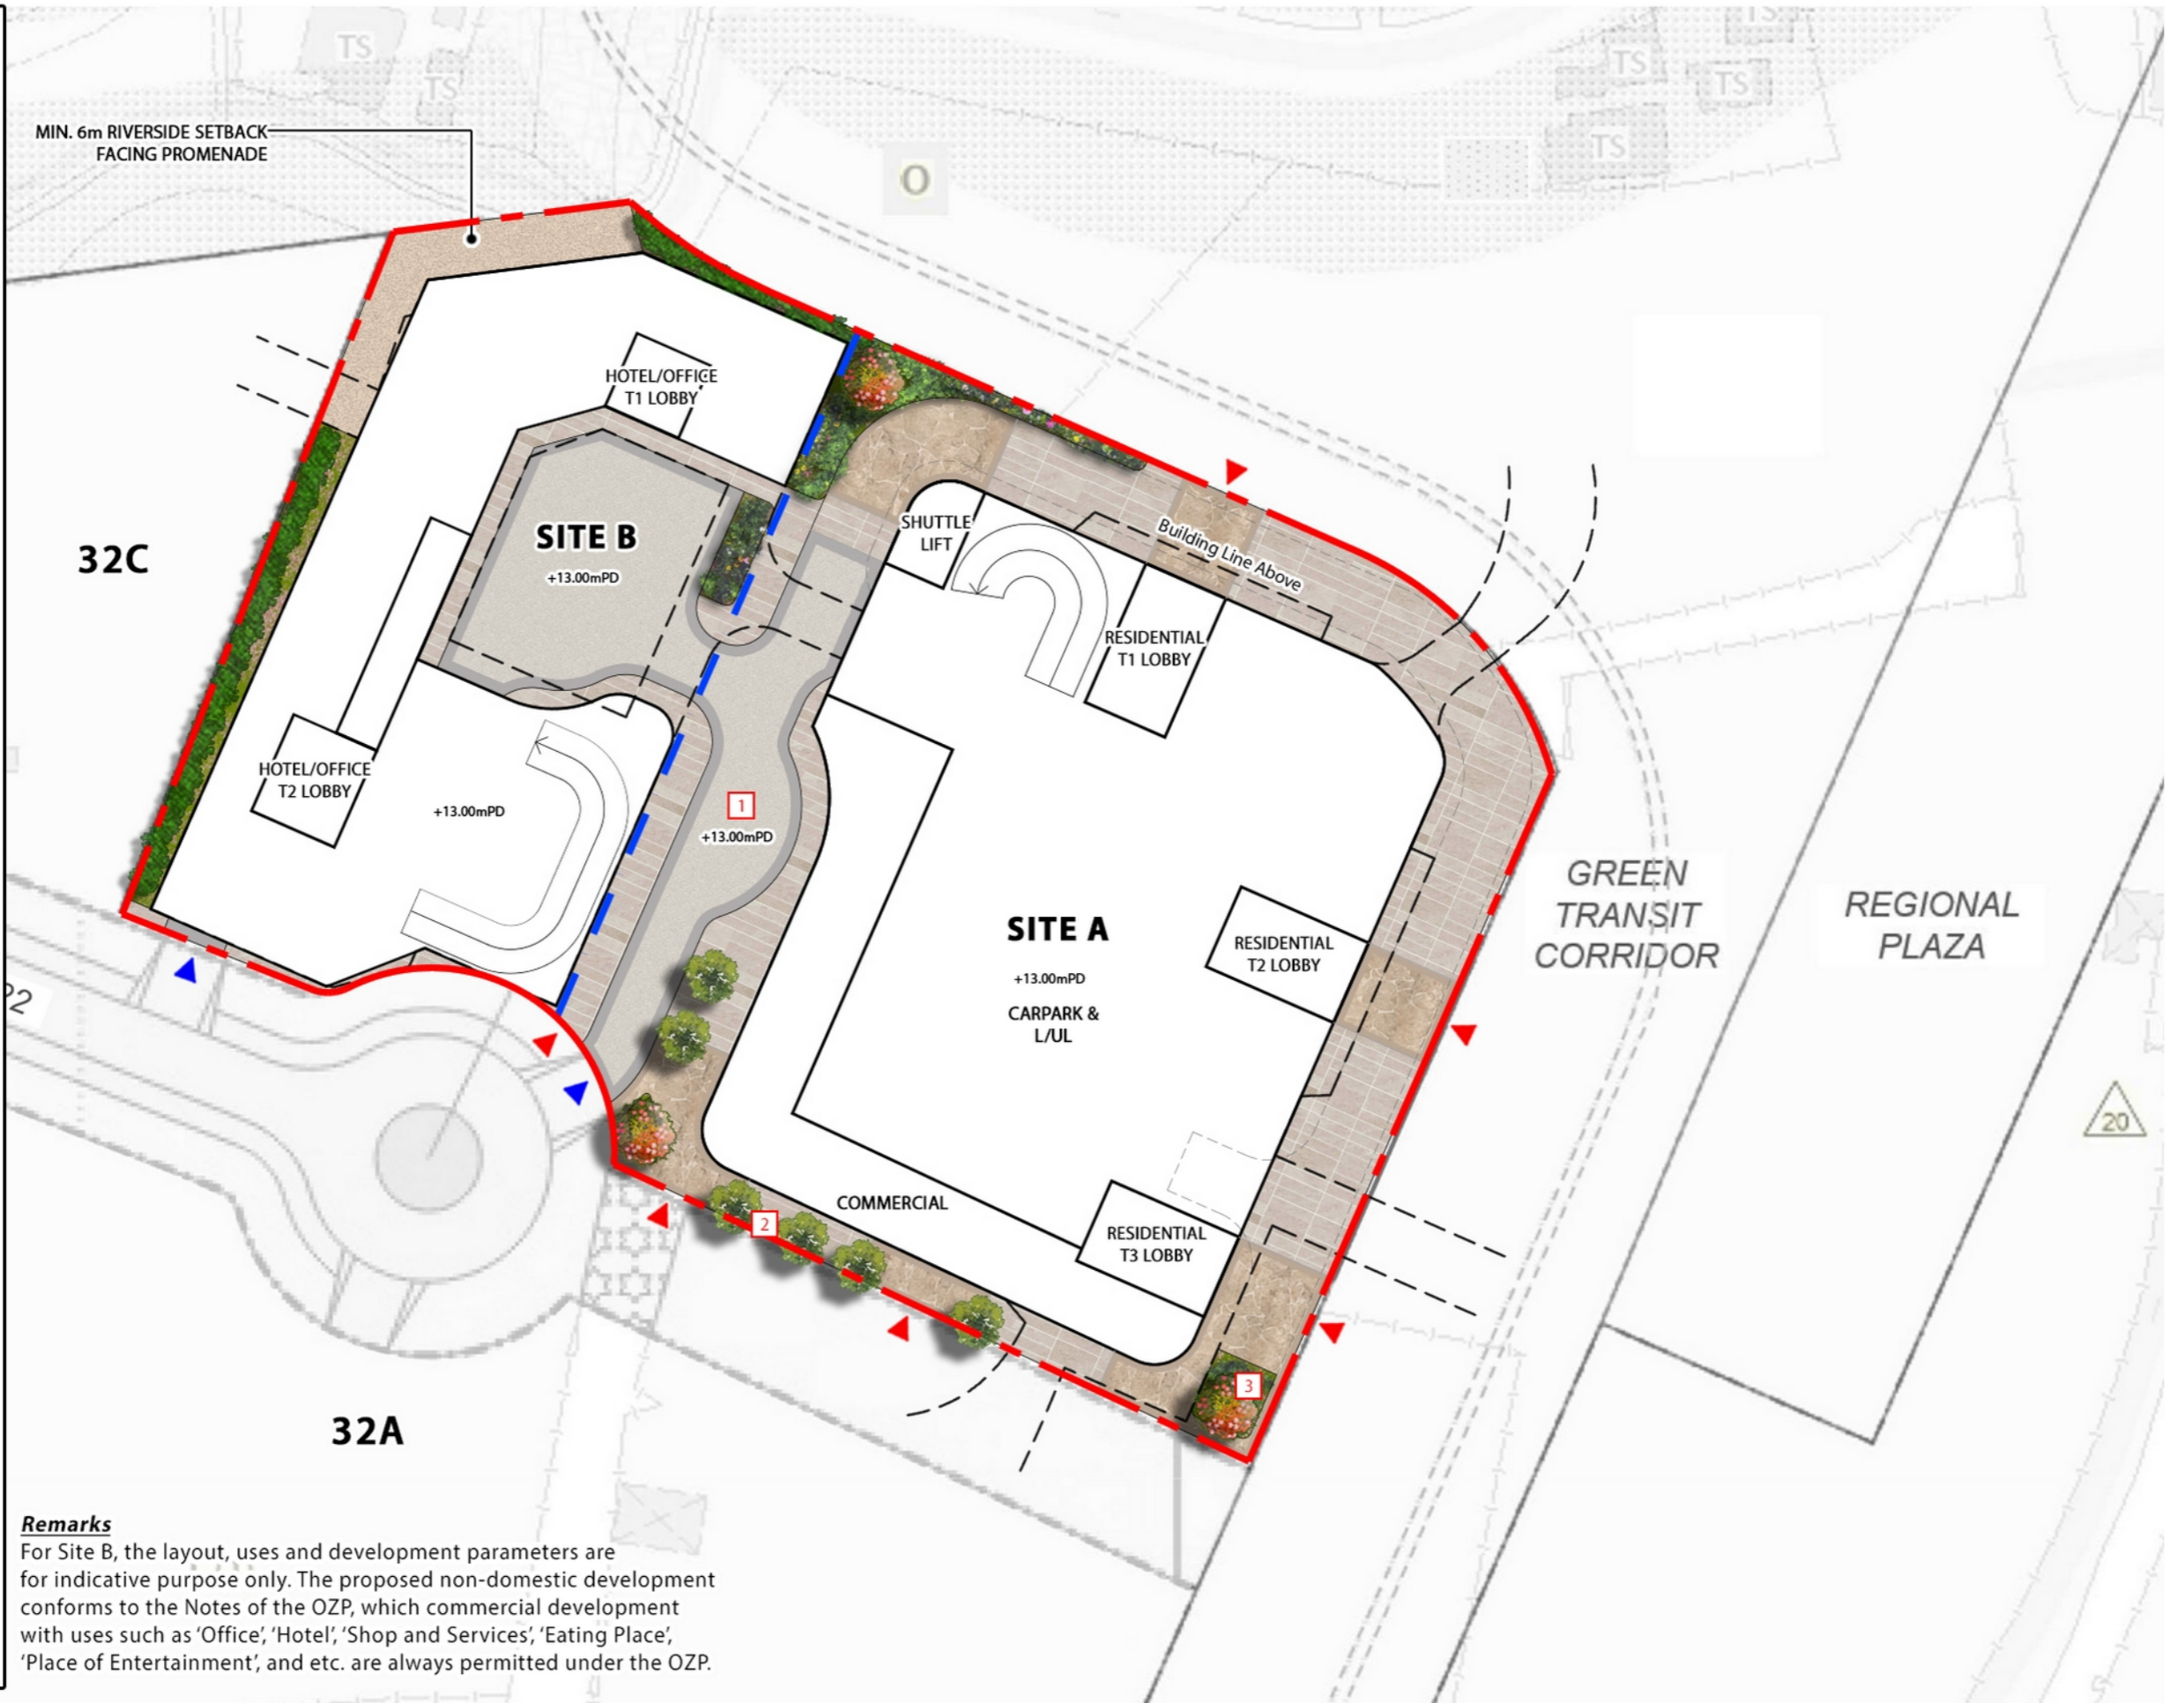 TS
TS
TS
TS
TS
TS
MIN. 6m RIVERSIDE SETBACK
FACING PROMENADE
O
HOTEL/OFFICE
T1 LOBBY
SITE B
+13.00mPD
32C
SHUTTLE
LIFT
Building Line Above
RESIDENTIAL
T1 LOBBY
HOTEL/OFFICE
T2 LOBBY
+13.00mPD
1
+13.00mPD
SITE A
+13.00mPD
CARPARK &
L/UL
RESIDENTIAL
T2 LOBBY
GREEN
TRANSIT
CORRIDOR
REGIONAL
PLAZA
20
COMMERCIAL
2
RESIDENTIAL
T3 LOBBY
3
32A
Remarks
For Site B, the layout, uses and development parameters are
for indicative purpose only. The proposed non-domestic development
conforms to the Notes of the OZP, which commercial development
with uses such as ‘Office’, ‘Hotel’, ‘Shop and Services’, ‘Eating Place’,
‘Place of Entertainment’, and etc. are always permitted under the OZP.